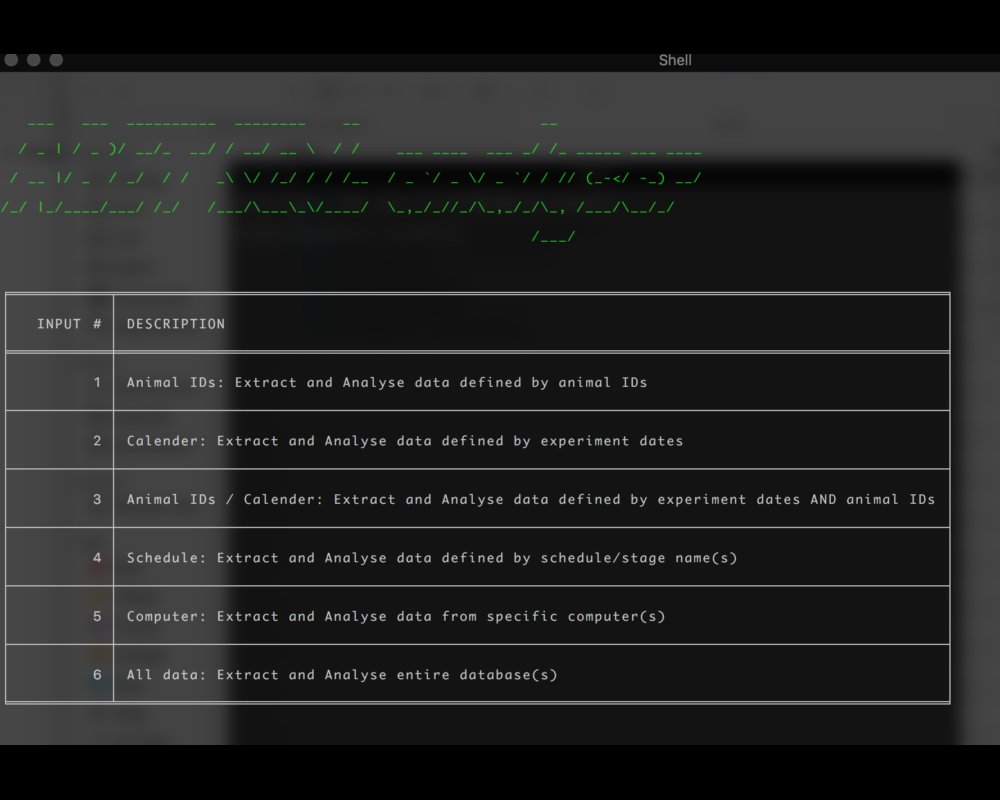 Shell
ABET SQL analyser
INPUT # DESCRIPTION
1 Animal IDs: Extract and Analyse data defined by animal IDs
2 Calender: Extract and Analyse data defined by experiment dates
3 Animal IDs / Calender: Extract and Analyse data defined by experiment dates AND animal IDs
4 Schedule: Extract and Analyse data defined by schedule/stage name(s)
5 Computer: Extract and Analyse data from specific computer(s)
6 All data: Extract and Analyse entire database(s)